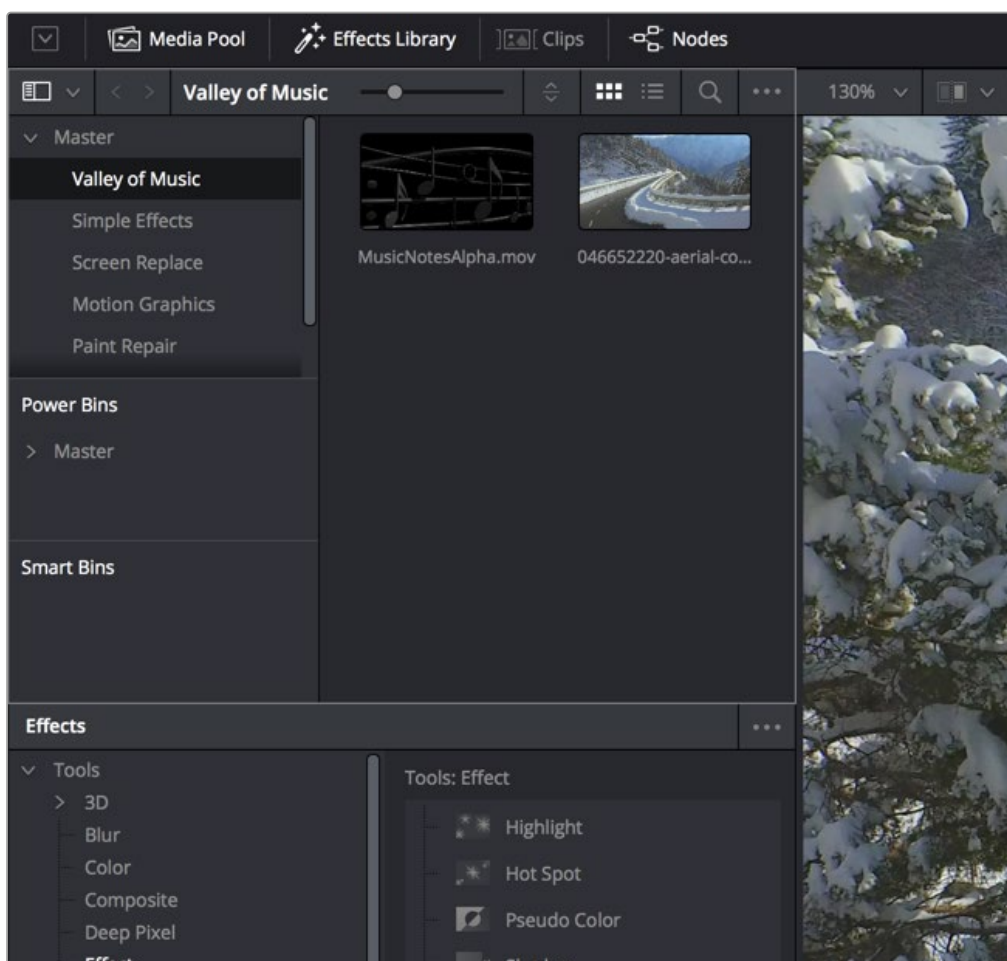 Media Pool
Effects Library
Clips
Nodes
Valley of Music
130%
Master
Valley of Music
Simple Effects
Screen Replace
Motion Graphics
Paint Repair
MusicNotesAlpha.mov
046652220-aerial-co...
Power Bins
Master
Smart Bins
Effects
Tools
3D
Blur
Color
Composite
Deep Pixel
Tools: Effect
Highlight
Hot Spot
Pseudo Color